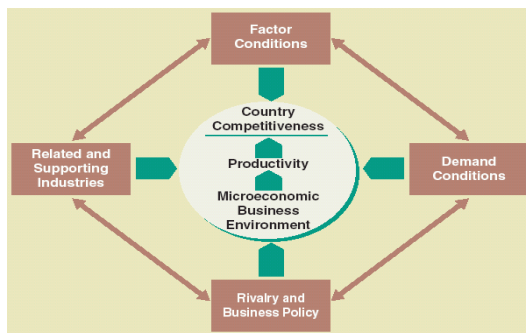 Factor
Conditions
Country
Competitiveness
Related and
Supporting
Industries
Productivity
Demand
Conditions
Microeconomic
Business
Environment
Rivalry and
Business Policy